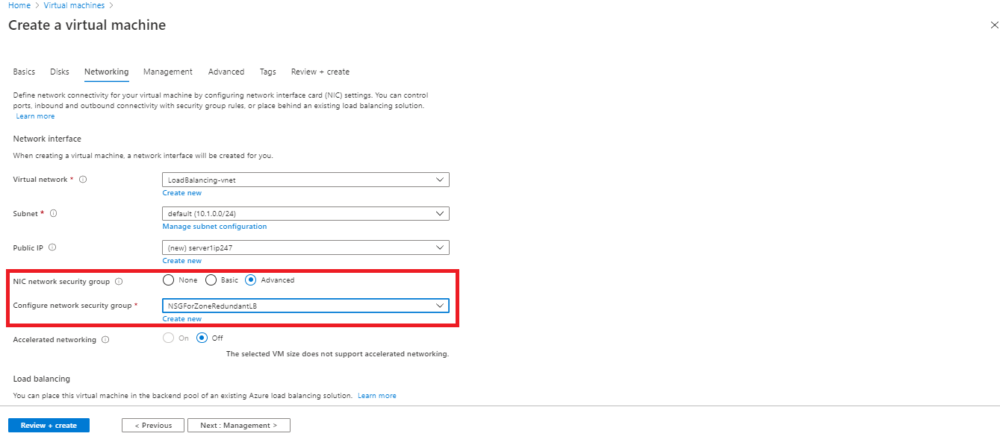 Home > Virtual machines >
Create a virtual machine
Basics Disks Networking Management Advanced Tags Review + create
Define network connectivity for your virtual machine by configuring network interface card (NIC) settings. You can control
ports, inbound and outbound connectivity with security group rules, or place behind an existing load balancing solution.
Learn more
Network interface
When creating a virtual machine, a network interface will be created for you.
Virtual network *
LoadBalancing-vnet
Create new
Subnet *
default (10.1.0.0/24)
Manage subnet configuration
Public IP
(new) server1ip247
Create new
NIC network security group
None Basic Advanced
Configure network security group *
NSGForZoneRedundantLB
Create new
Accelerated networking
On Off
The selected VM size does not support accelerated networking.
Load balancing
You can place this virtual machine in the backend pool of an existing Azure load balancing solution. Learn more
Review + create < Previous Next : Management >